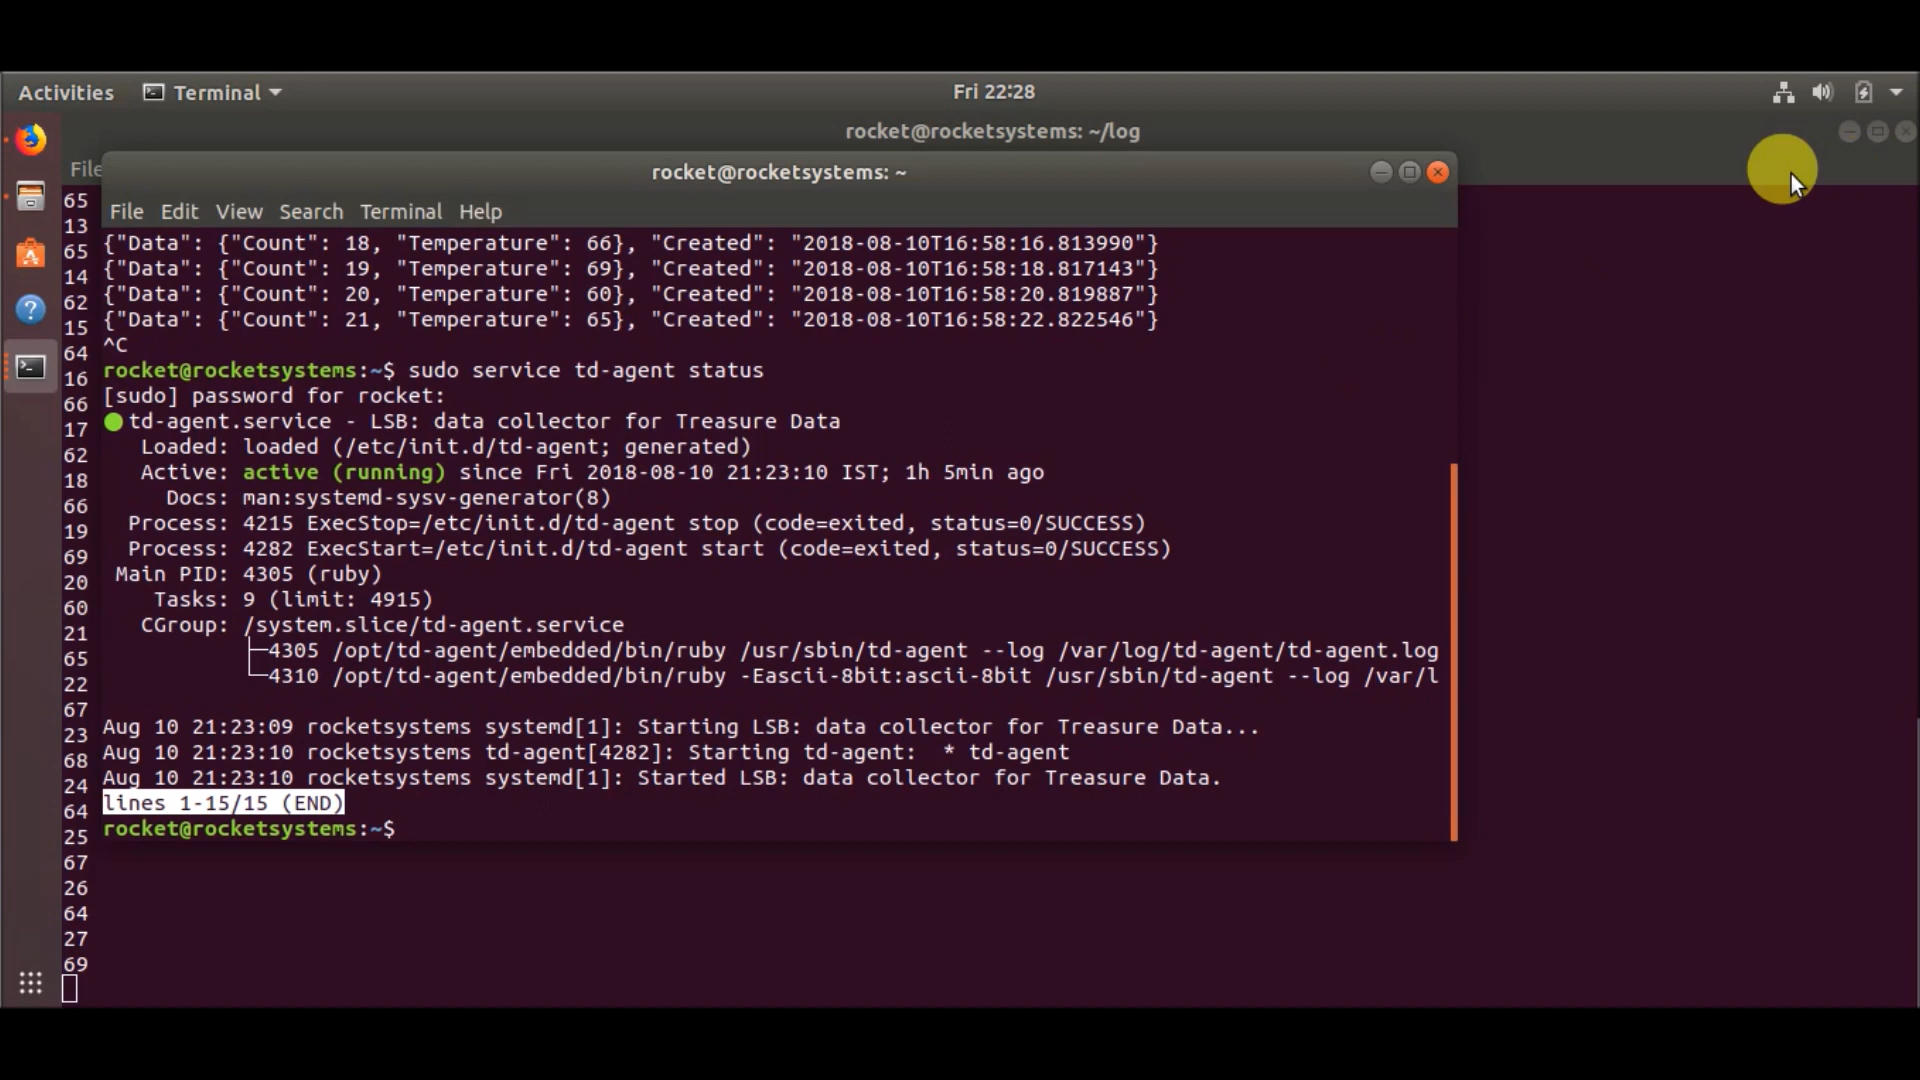 Activities
Terminal
Fri 22:28
rocket@rocketsystems: ~/log
File
rocket@rocketsystems: ~
File Edit View Search Terminal Help
65
13
65
14
62
15
64
16
66
17
62
18
66
19
69
20
60
21
65
22
67
23
68
24
64
25
67
26
64
27
69
{"Data": {"Count": 18, "Temperature": 66}, "Created": "2018-08-10T16:58:16.813990"}
{"Data": {"Count": 19, "Temperature": 69}, "Created": "2018-08-10T16:58:18.817143"}
{"Data": {"Count": 20, "Temperature": 60}, "Created": "2018-08-10T16:58:20.819887"}
{"Data": {"Count": 21, "Temperature": 65}, "Created": "2018-08-10T16:58:22.822546"}
^C
rocket@rocketsystems:~$ sudo service td-agent status
[sudo] password for rocket:
td-agent.service - LSB: data collector for Treasure Data
Loaded: loaded (/etc/init.d/td-agent; generated)
Active: active (running) since Fri 2018-08-10 21:23:10 IST; 1h 5min ago
Docs: man:systemd-sysv-generator(8)
Process: 4215 ExecStop=/etc/init.d/td-agent stop (code=exited, status=0/SUCCESS)
Process: 4282 ExecStart=/etc/init.d/td-agent start (code=exited, status=0/SUCCESS)
Main PID: 4305 (ruby)
Tasks: 9 (limit: 4915)
CGroup: /system.slice/td-agent.service
├─4305 /opt/td-agent/embedded/bin/ruby /usr/sbin/td-agent --log /var/log/td-agent/td-agent.log
└─4310 /opt/td-agent/embedded/bin/ruby -Eascii-8bit:ascii-8bit /usr/sbin/td-agent --log /var/l
Aug 10 21:23:09 rocketsystems systemd[1]: Starting LSB: data collector for Treasure Data...
Aug 10 21:23:10 rocketsystems td-agent[4282]: Starting td-agent:  * td-agent
Aug 10 21:23:10 rocketsystems systemd[1]: Started LSB: data collector for Treasure Data.
lines 1-15/15 (END)
rocket@rocketsystems:~$